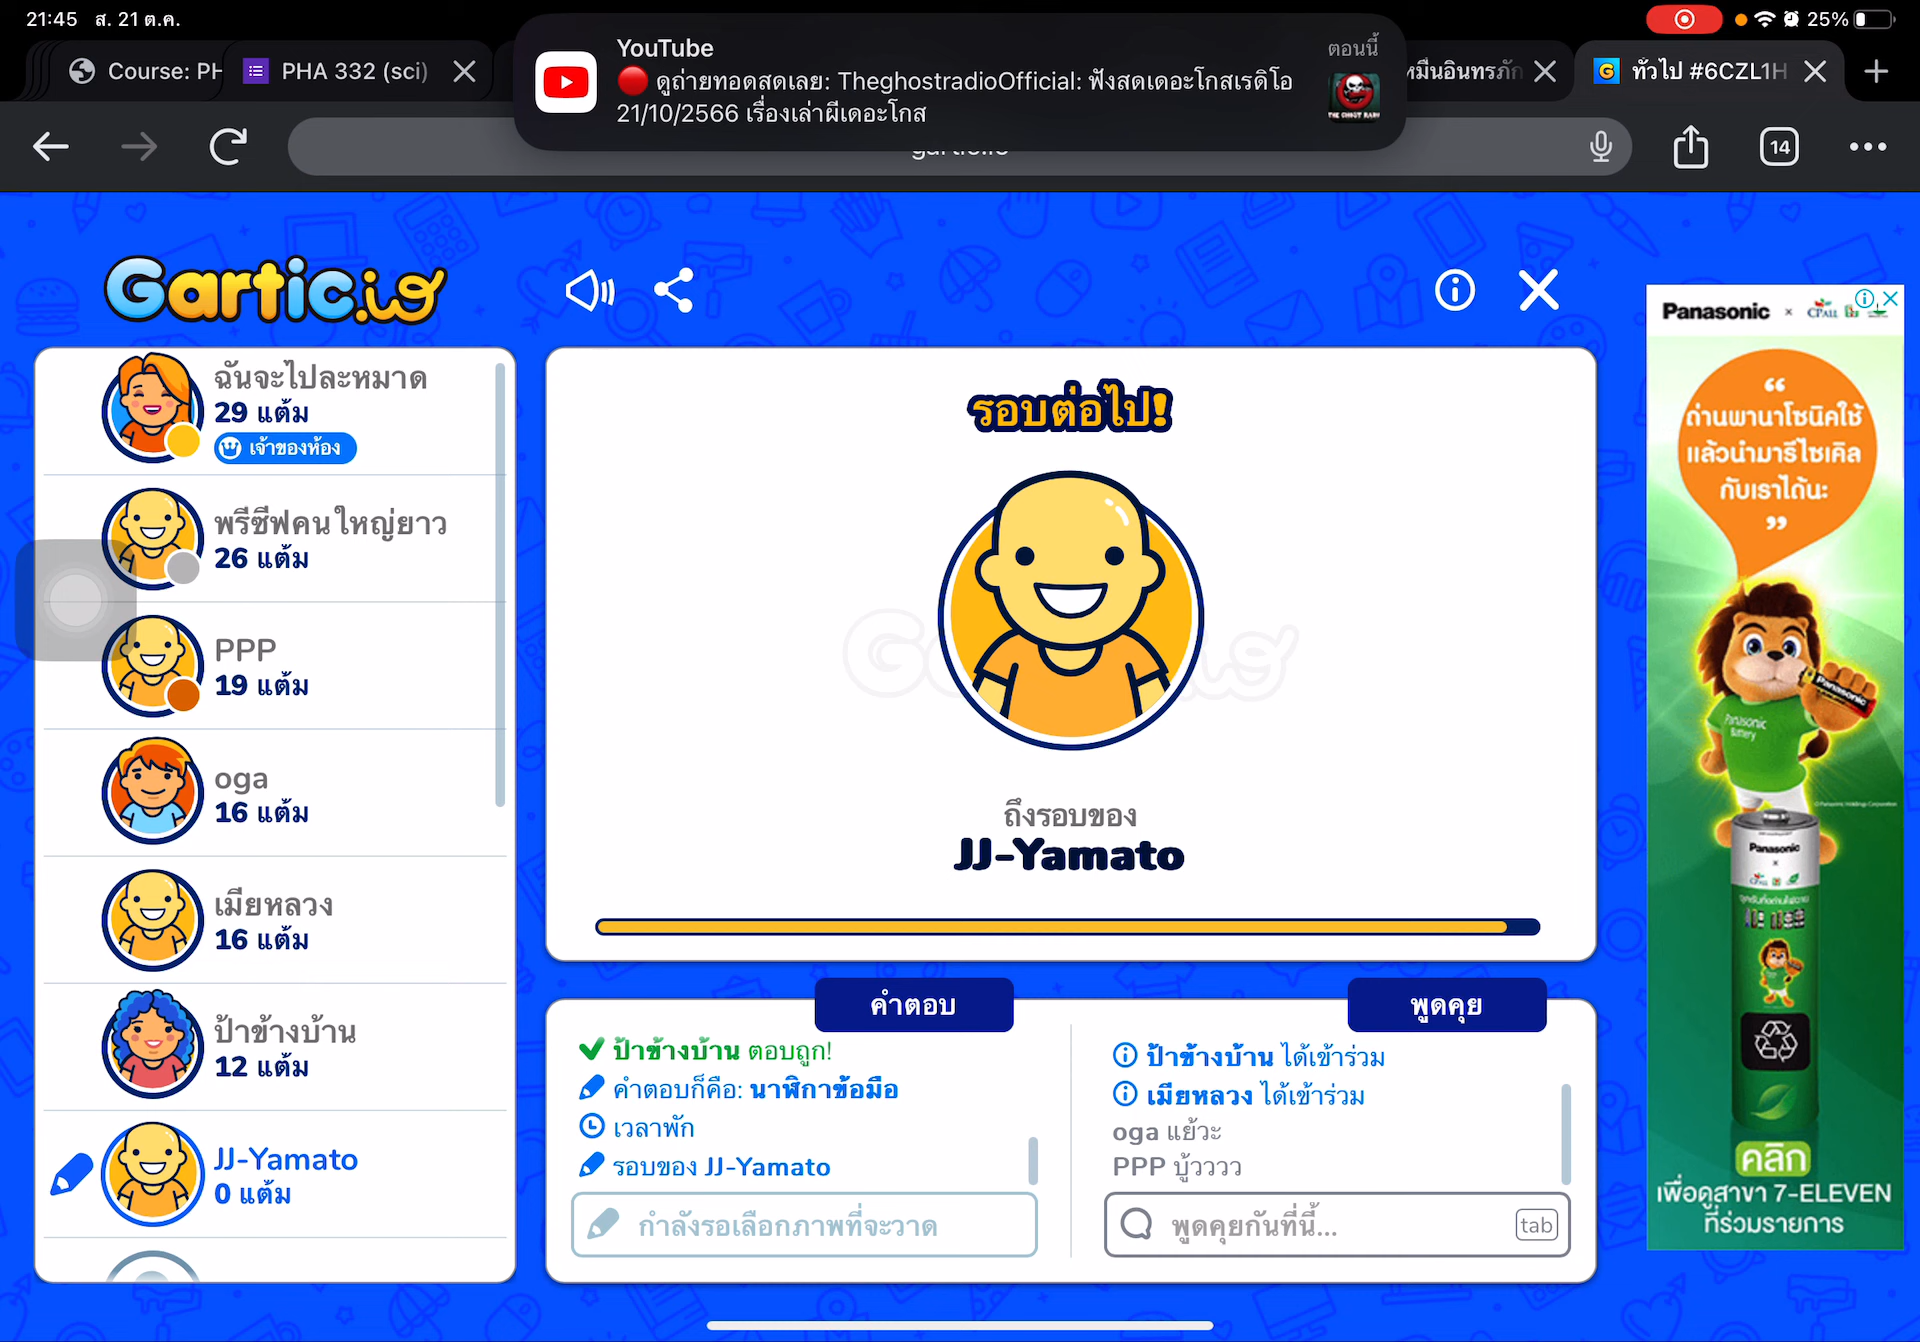 21:45 ส. 21 ต.ค.
25%
Course: PH
PHA 332 (sci)
YouTube
ตอนนี้
🔴 ดูถ่ายทอดสดเลย: TheghostradioOfficial: ฟังสดเดอะโกสเรดิโอ
21/10/2566 เรื่องเล่าผีเดอะโกส
หมื่นอินทรภัก
ทั่วไป #6CZL1H
14
Gartic.io
ฉันจะไปละหมาด
29 แต้ม
เจ้าของห้อง
พรีซีฟคนใหญ่ยาว
26 แต้ม
PPP
19 แต้ม
oga
16 แต้ม
เมียหลวง
16 แต้ม
ป้าข้างบ้าน
12 แต้ม
JJ-Yamato
0 แต้ม
รอบต่อไป!
ถึงรอบของ
JJ-Yamato
คำตอบ
ป้าข้างบ้าน ตอบถูก!
คำตอบก็คือ: นาฬิกาข้อมือ
เวลาพัก
รอบของ JJ-Yamato
กำลังรอเลือกภาพที่จะวาด
พูดคุย
ป้าข้างบ้าน ได้เข้าร่วม
เมียหลวง ได้เข้าร่วม
oga แย้วะ
PPP บู้วววว
พูดคุยกันที่นี่...
tab
Panasonic × CPALL
“
ถ่านพานาโซนิคใช้
แล้วนำมารีไซเคิล
กับเราได้นะ
”
Panasonic
Panasonic
Battery
Panasonic
×
คลิก
เพื่อดูสาขา 7-ELEVEN
ที่ร่วมรายการ